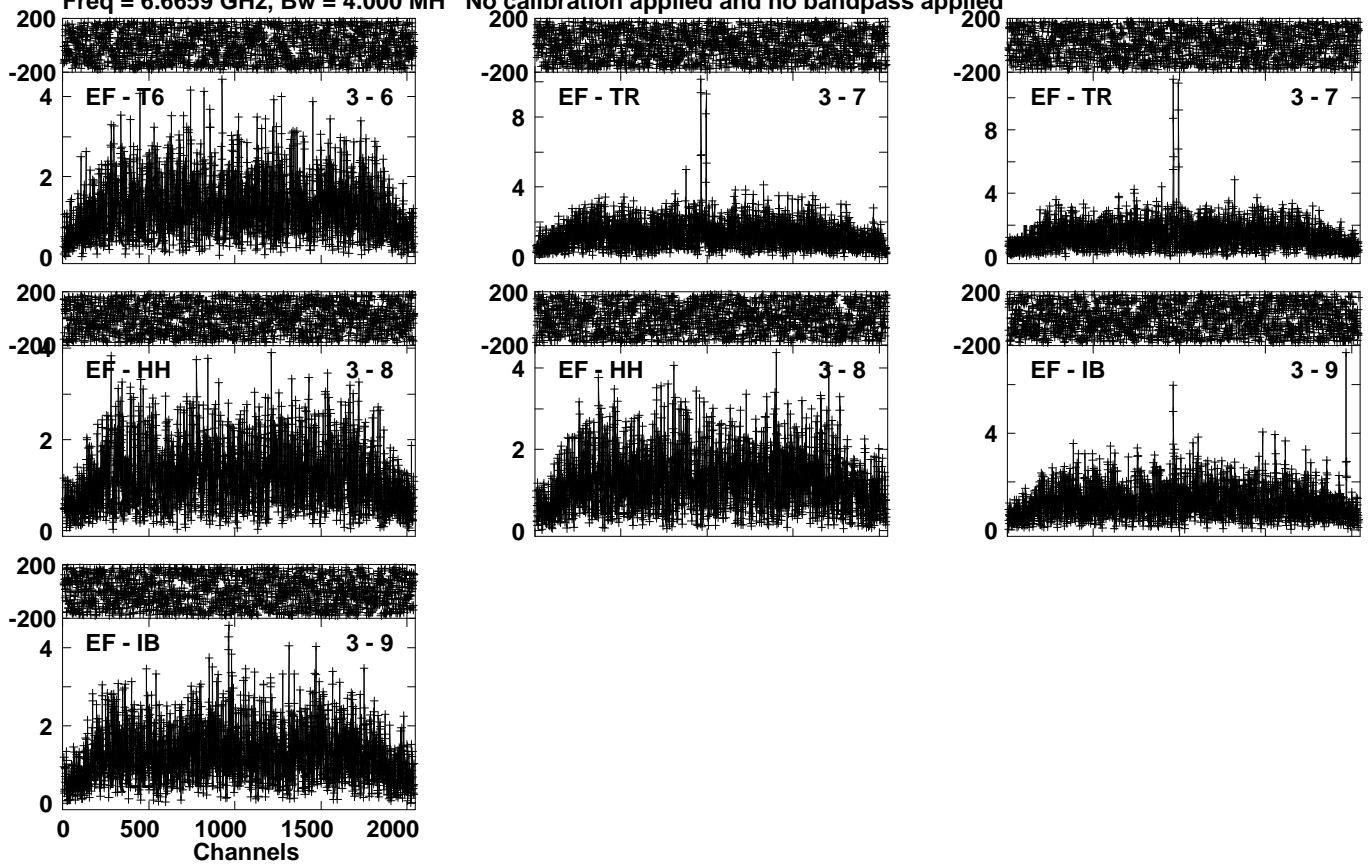 Freq = 6.6659 GHz, Bw = 4.000 MH No calibration applied and no bandpass applied
200 200 200
-200 -200 -200
EF - T6 3 - 6 EF - TR 3 - 7 EF - TR 3 - 7
4 8 8
2 4 4
0 0 0
200 200 200
-200 -200 -200
4
EF - HH 3 - 8 EF - HH 3 - 8 EF - IB 3 - 9
4
2 2 4
0 0 0
200
-200
EF - IB 3 - 9
4
2
0
0 500 1000 1500 2000
Channels